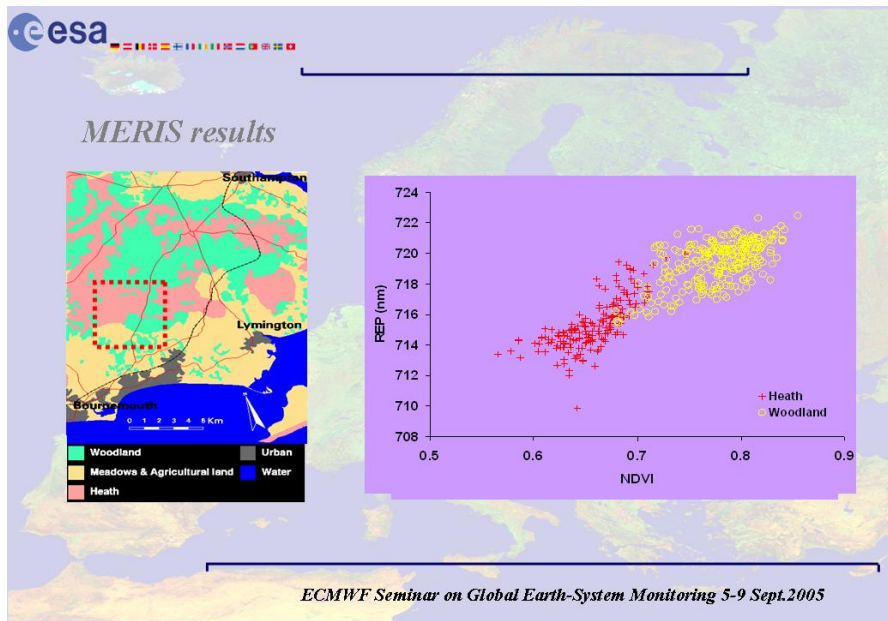 esa
MERIS results
Southampton
Lymington
Bournemouth
0 1 2 3 4 5 Km
Woodland
Urban
Meadows & Agricultural land
Water
Heath
724
722
720
718
716
714
712
710
708
REP (nm)
0.5 0.6 0.7 0.8 0.9
NDVI
Heath
Woodland
ECMWF Seminar on Global Earth-System Monitoring 5-9 Sept.2005